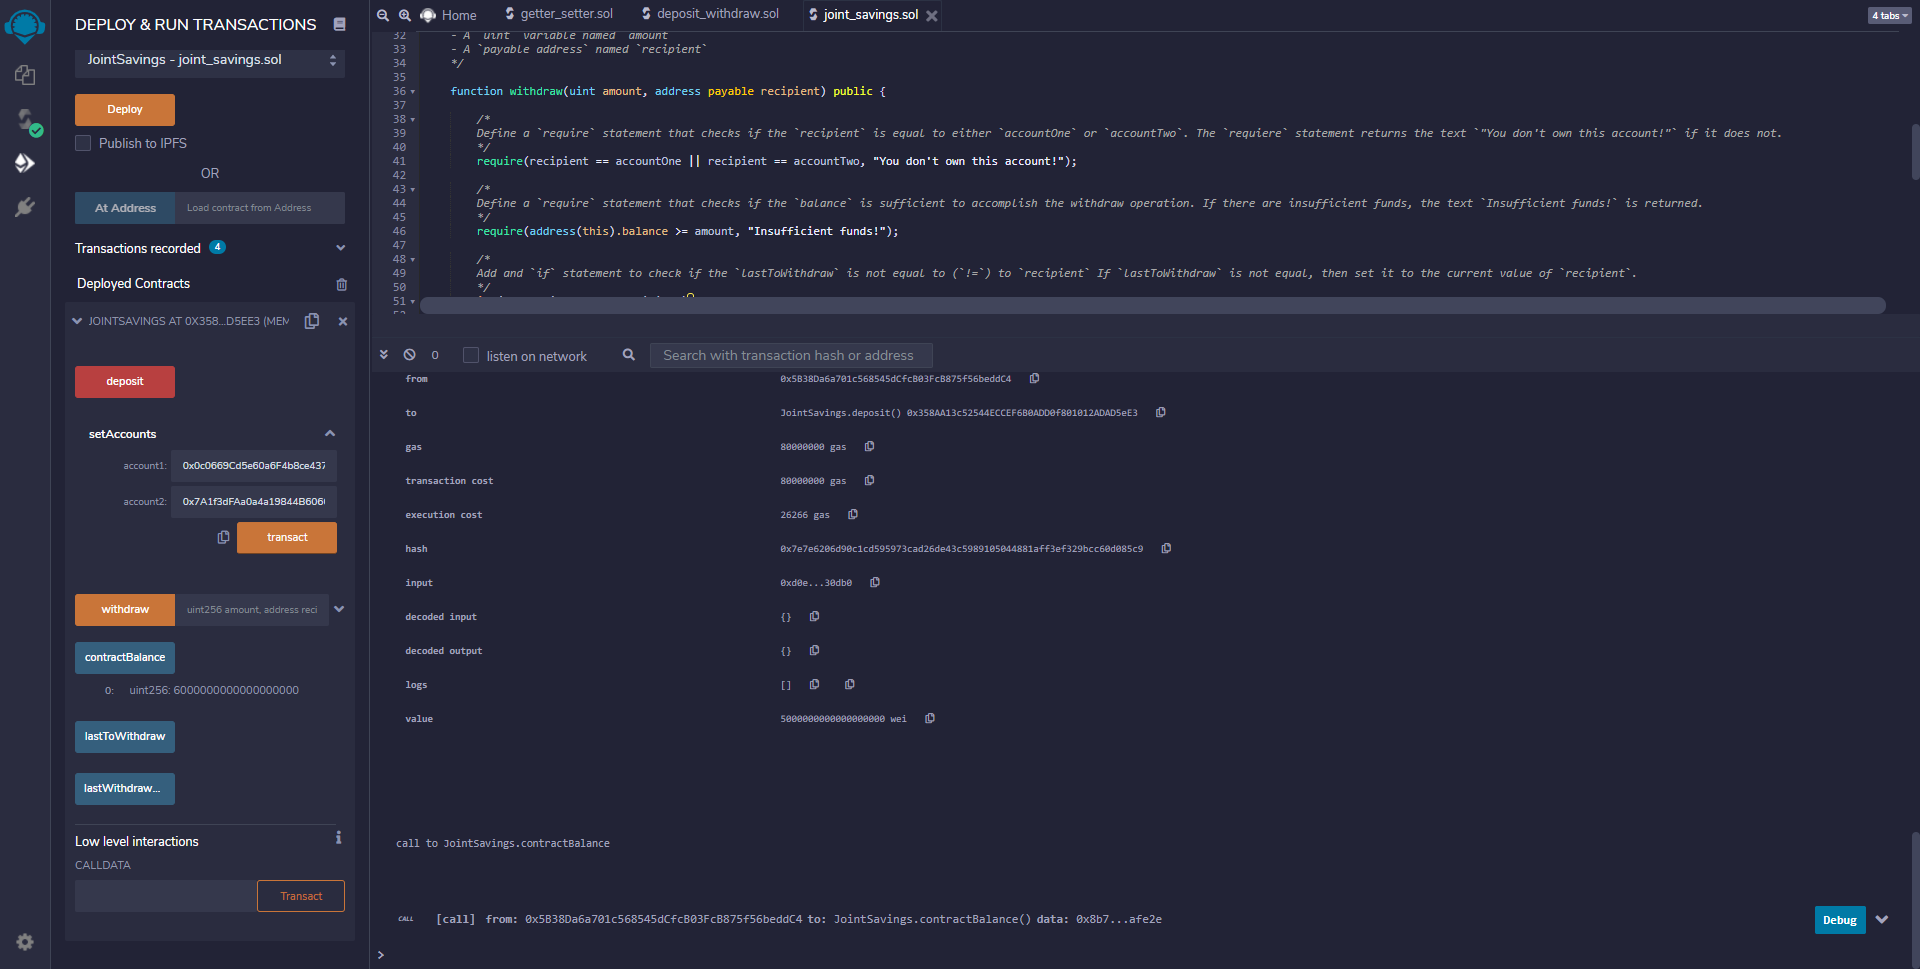 DEPLOY & RUN TRANSACTIONS
JointSavings - joint_savings.sol
Deploy
Publish to IPFS
OR
At Address
Load contract from Address
Transactions recorded 4
Deployed Contracts
JOINTSAVINGS AT 0X358...D5EE3 (MEM
deposit
setAccounts
account1: 0x0c0669Cd5e60a6F4b8ce437
account2: 0x7A1f3dFAa0a4a19844B606
transact
withdraw
uint256 amount, address reci
contractBalance
0: uint256: 6000000000000000000
lastToWithdraw
lastWithdraw...
Low level interactions
i
CALLDATA
Transact
Home
getter_setter.sol
deposit_withdraw.sol
joint_savings.sol
4 tabs
32 - A `uint` variable named `amount`
33 - A `payable address` named `recipient`
34 */
35
36 function withdraw(uint amount, address payable recipient) public {
37
38 /*
39 Define a `require` statement that checks if the `recipient` is equal to either `accountOne` or `accountTwo`. The `requiere` statement returns the text `"You don't own this account!"` if it does not.
40 */
41 require(recipient == accountOne || recipient == accountTwo, "You don't own this account!");
42
43 /*
44 Define a `require` statement that checks if the `balance` is sufficient to accomplish the withdraw operation. If there are insufficient funds, the text `Insufficient funds!` is returned.
45 */
46 require(address(this).balance >= amount, "Insufficient funds!");
47
48 /*
49 Add and `if` statement to check if the `lastToWithdraw` is not equal to (`!=`) to `recipient` If `lastToWithdraw` is not equal, then set it to the current value of `recipient`.
50 */
51
0
listen on network
Search with transaction hash or address
from 0x5B38Da6a701c568545dCfcB03FcB875f56beddC4
to JointSavings.deposit() 0x358AA13c52544ECCEF6B0ADD0f801012ADAD5eE3
gas 80000000 gas
transaction cost 80000000 gas
execution cost 26266 gas
hash 0x7e7e6206d90c1cd595973cad26de43c5989105044881aff3ef329bcc60d085c9
input 0xd0e...30db0
decoded input {}
decoded output {}
logs []
value 5000000000000000000 wei
call to JointSavings.contractBalance
CALL [call] from: 0x5B38Da6a701c568545dCfcB03FcB875f56beddC4 to: JointSavings.contractBalance() data: 0x8b7...afe2e
Debug
>